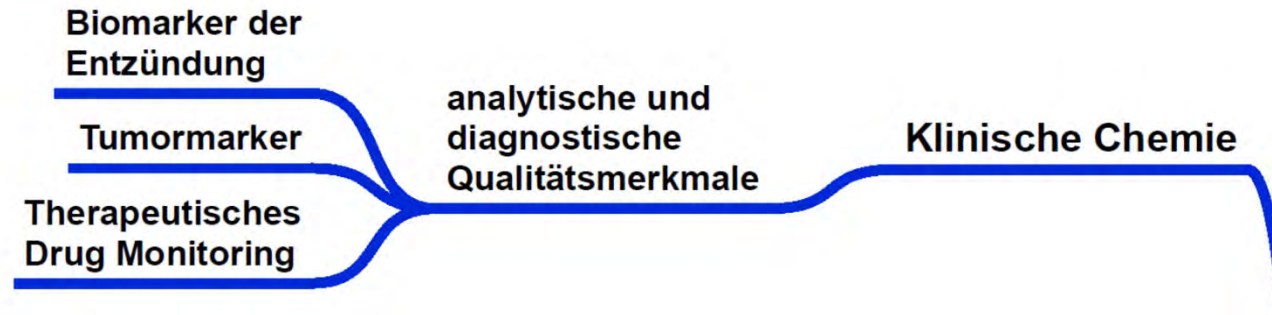 Biomarker der
Entzündung
Tumormarker
Therapeutisches
Drug Monitoring
analytische und
diagnostische
Qualitätsmerkmale
Klinische Chemie